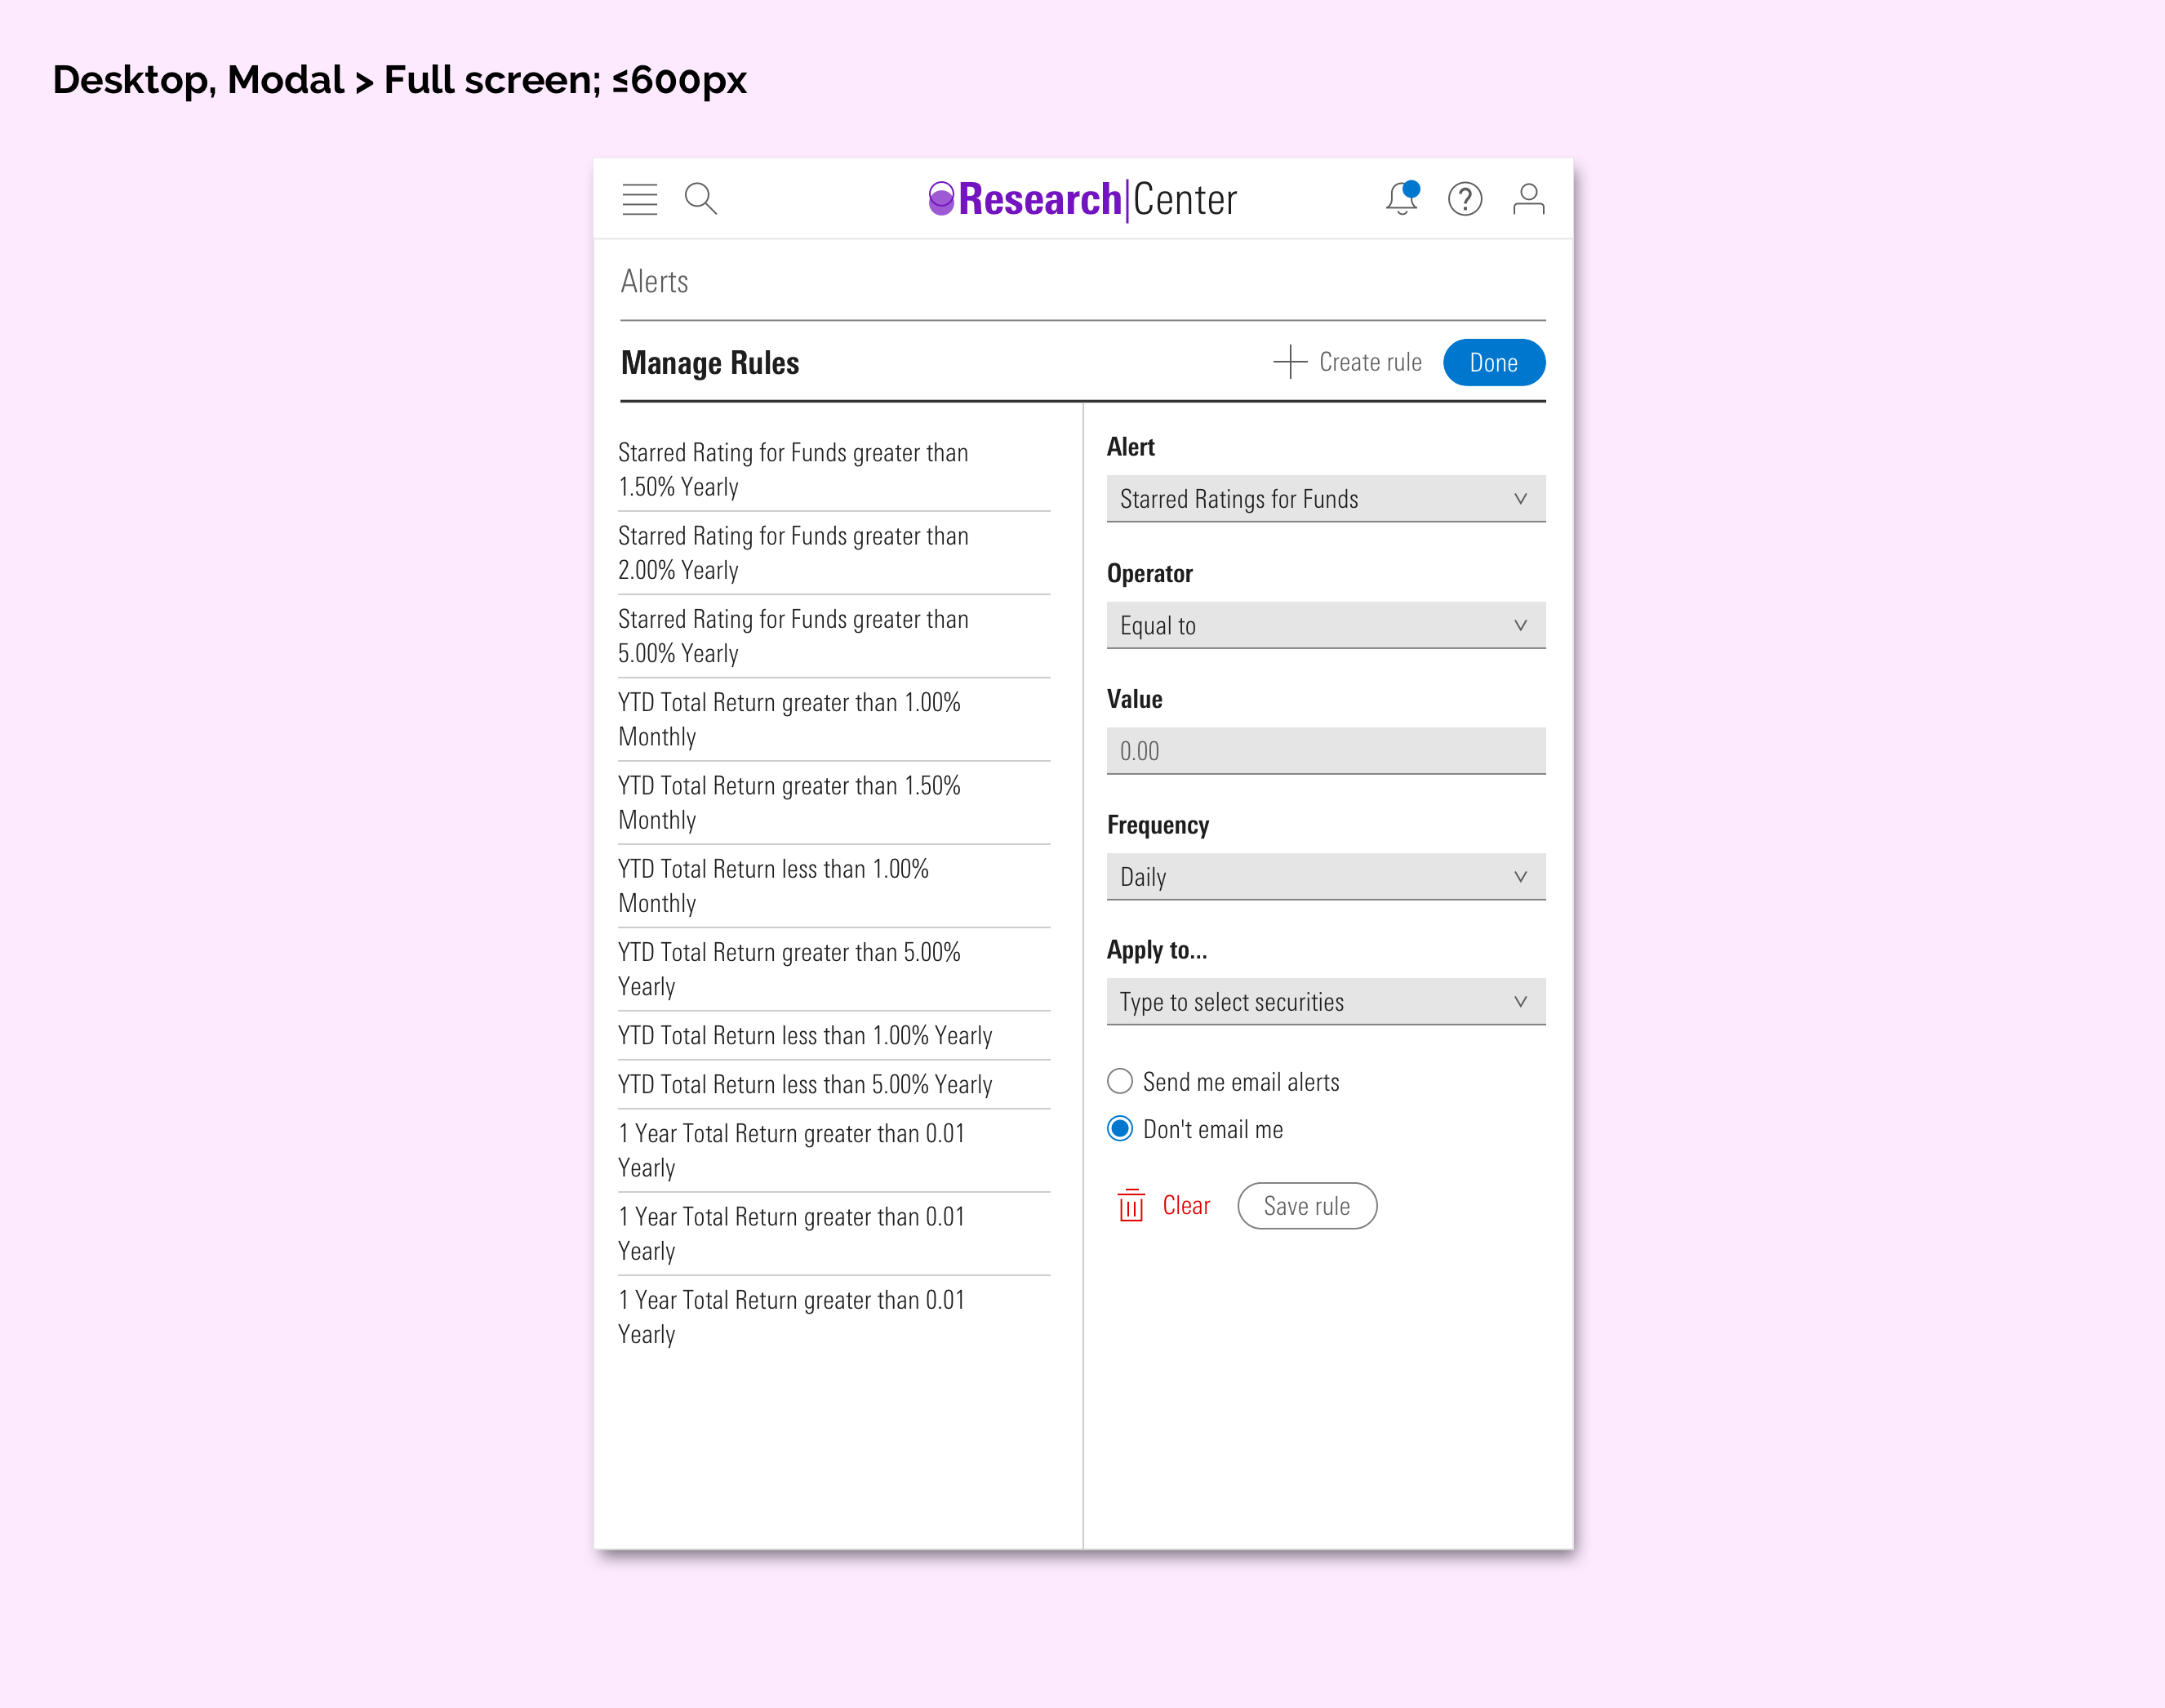 Desktop, Modal > Full screen; ≤600px
Research|Center
Alerts
Manage Rules
Create rule
Done
Starred Rating for Funds greater than
1.50% Yearly
Starred Rating for Funds greater than
2.00% Yearly
Starred Rating for Funds greater than
5.00% Yearly
YTD Total Return greater than 1.00%
Monthly
YTD Total Return greater than 1.50%
Monthly
YTD Total Return less than 1.00%
Monthly
YTD Total Return greater than 5.00%
Yearly
YTD Total Return less than 1.00% Yearly
YTD Total Return less than 5.00% Yearly
1 Year Total Return greater than 0.01
Yearly
1 Year Total Return greater than 0.01
Yearly
1 Year Total Return greater than 0.01
Yearly
Alert
Starred Ratings for Funds
Operator
Equal to
Value
0.00
Frequency
Daily
Apply to...
Type to select securities
Send me email alerts
Don't email me
Clear
Save rule